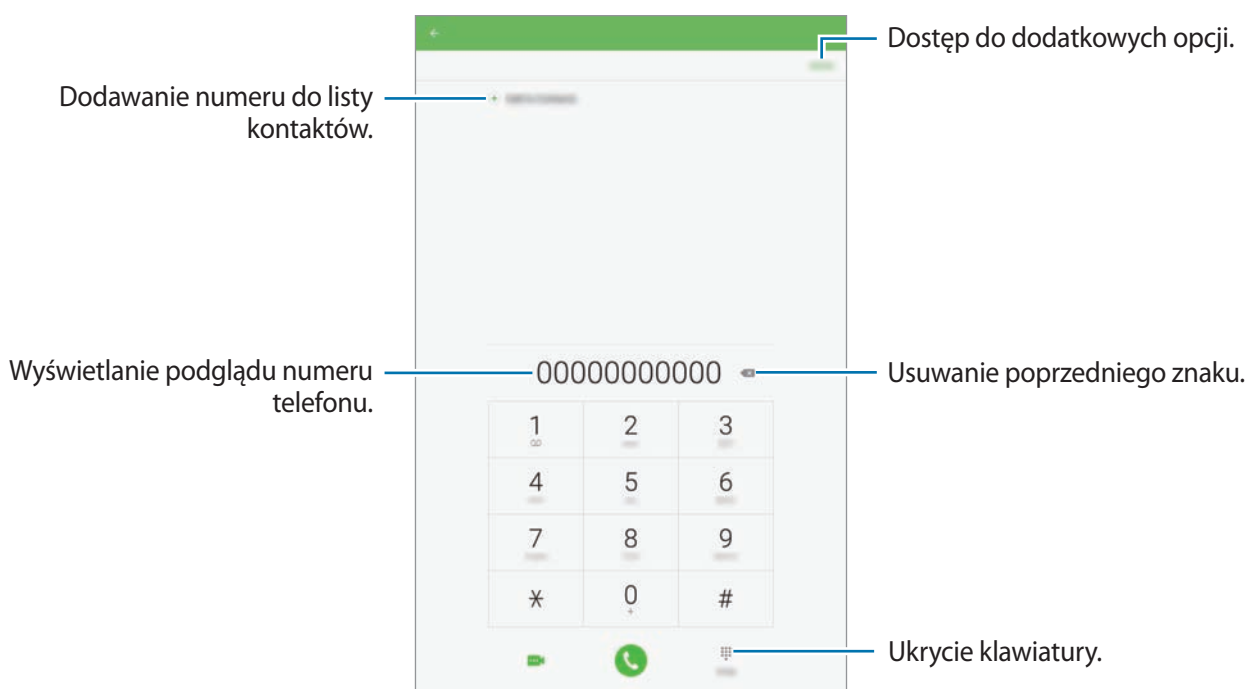 Dostęp do dodatkowych opcji.
Dodawanie numeru do listy
kontaktów.
Wyświetlanie podglądu numeru
telefonu.
00000000000
Usuwanie poprzedniego znaku.
1 2 3
4 5 6
7 8 9
* 0 #
+
Ukrycie klawiatury.